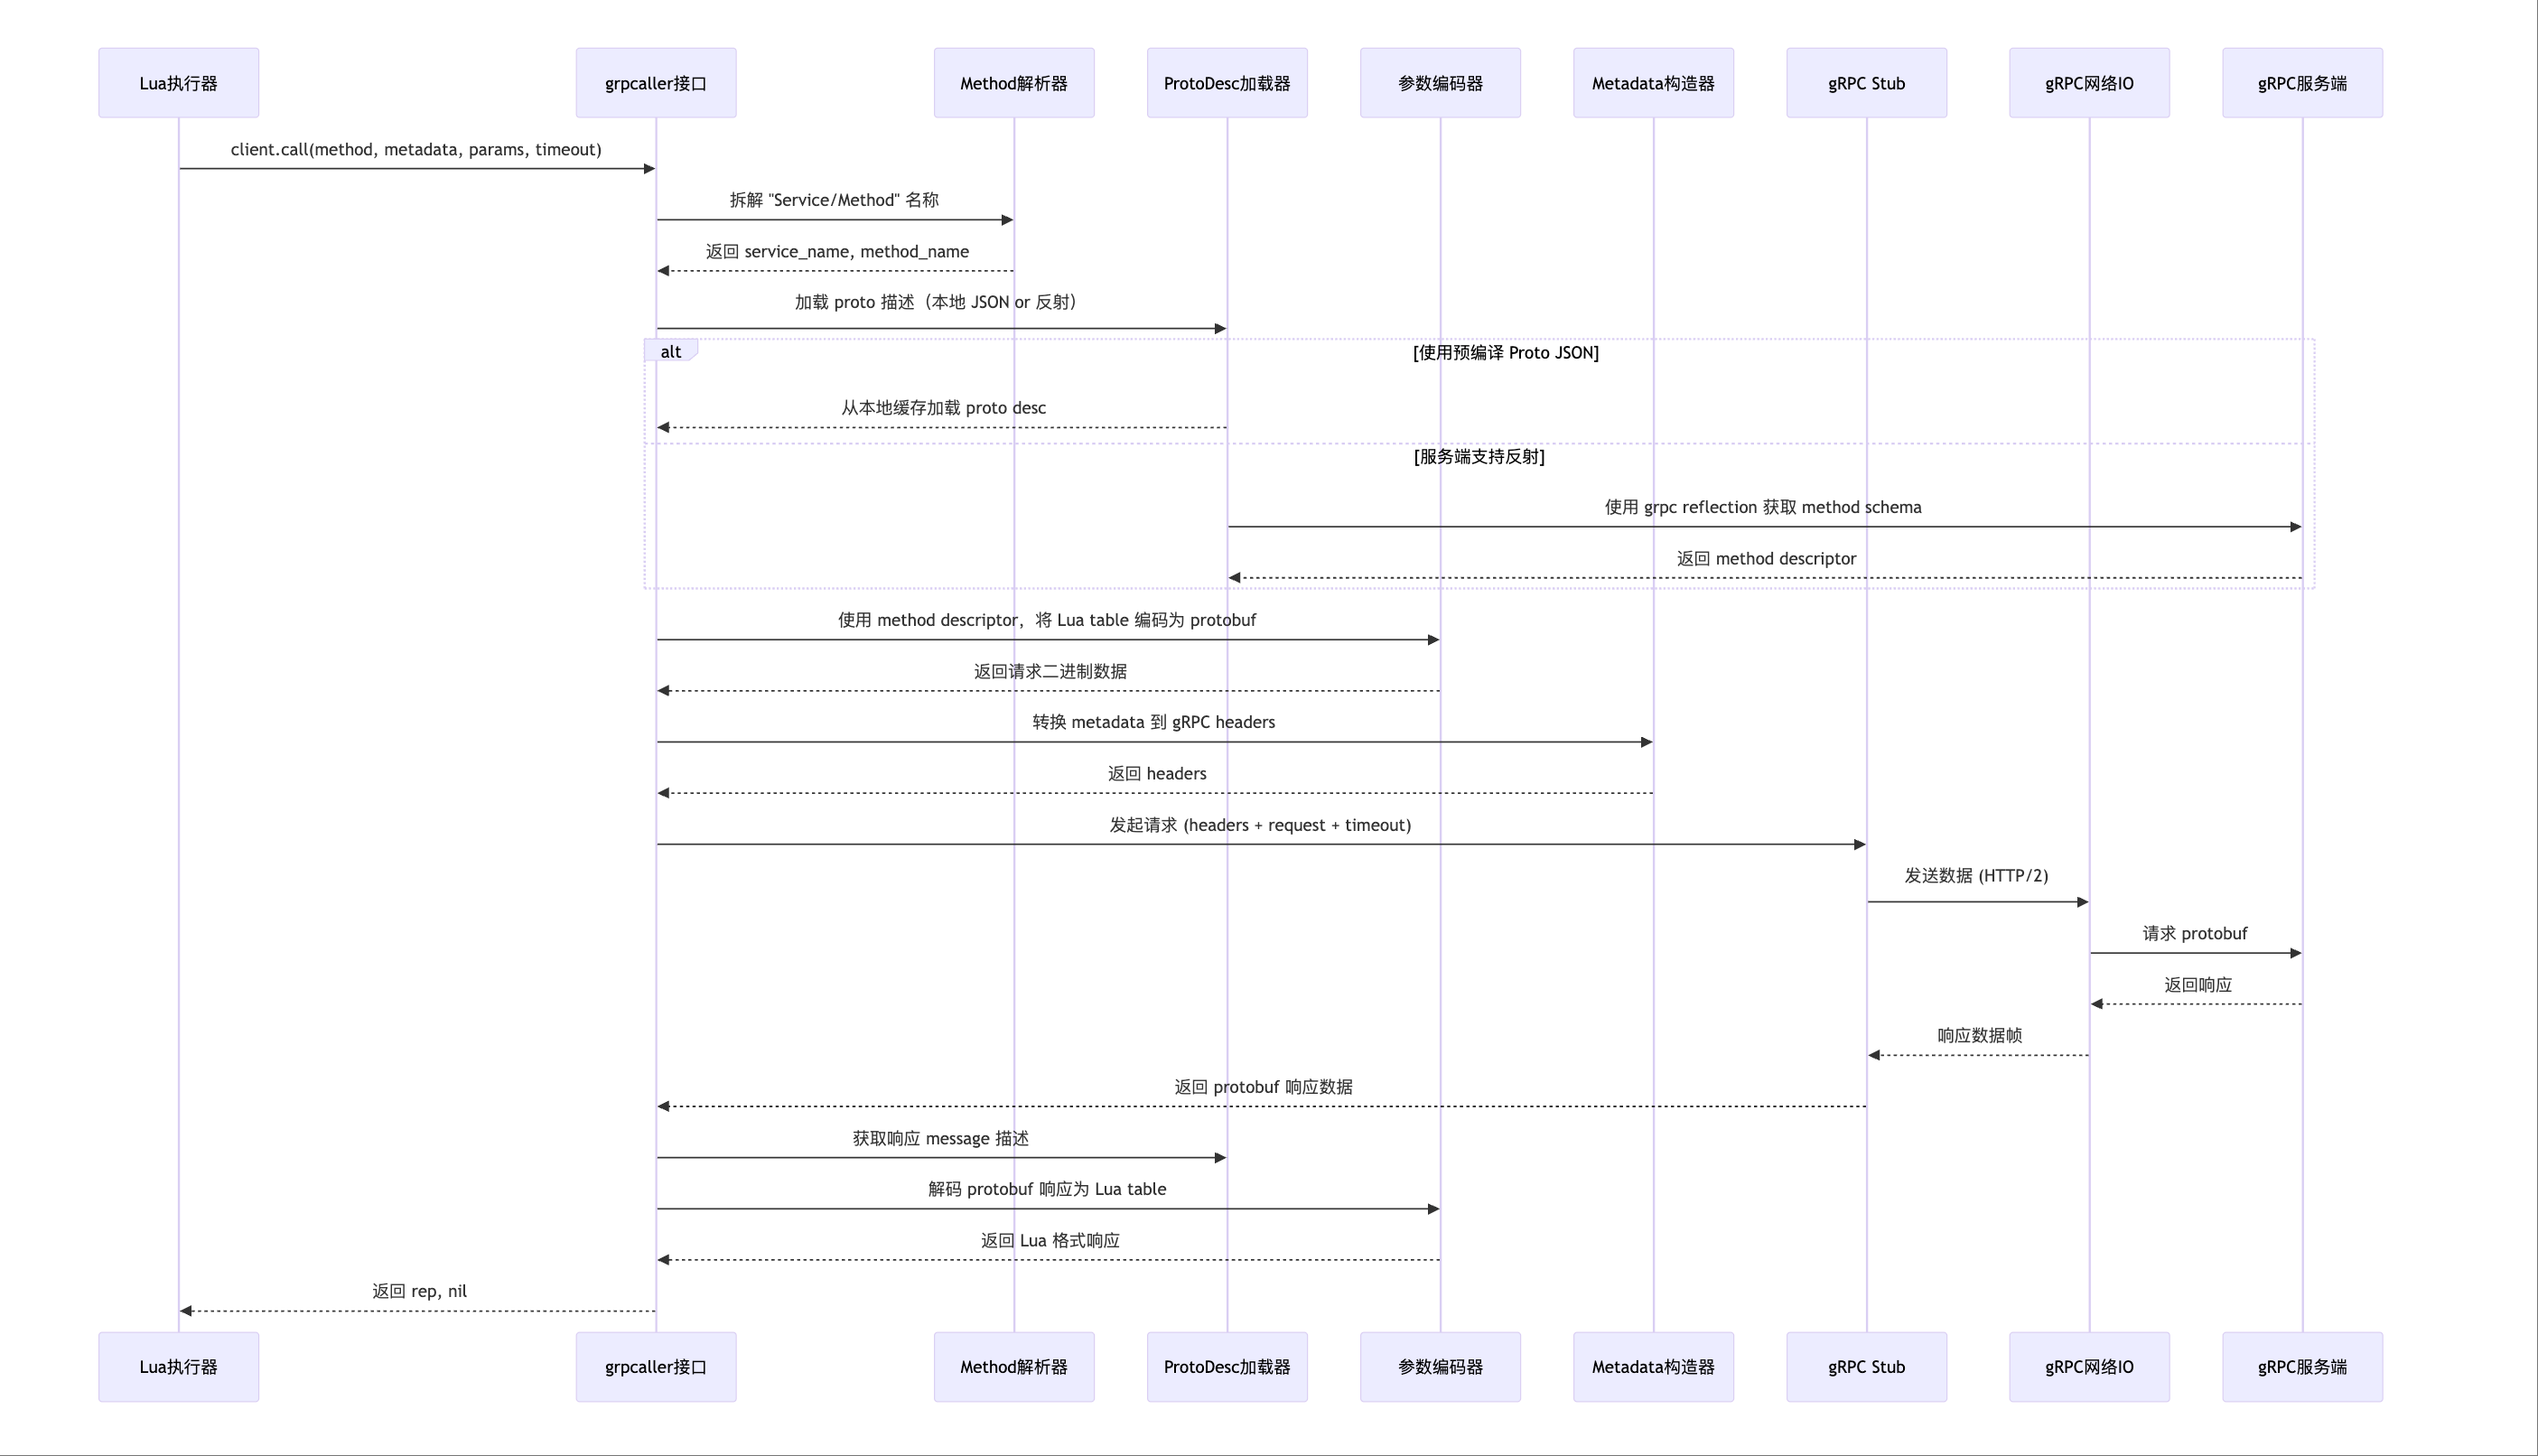 Lua执行器
grpcaller接口
Method解析器
ProtoDesc加载器
参数编码器
Metadata构造器
gRPC Stub
gRPC网络IO
gRPC服务端
client.call(method, metadata, params, timeout)
拆解 "Service/Method" 名称
返回 service_name, method_name
加载 proto 描述（本地 JSON or 反射）
alt
[使用预编译 Proto JSON]
从本地缓存加载 proto desc
[服务端支持反射]
使用 grpc reflection 获取 method schema
返回 method descriptor
使用 method descriptor，将 Lua table 编码为 protobuf
返回请求二进制数据
转换 metadata 到 gRPC headers
返回 headers
发起请求 (headers + request + timeout)
发送数据 (HTTP/2)
请求 protobuf
返回响应
响应数据帧
返回 protobuf 响应数据
获取响应 message 描述
解码 protobuf 响应为 Lua table
返回 Lua 格式响应
返回 rep, nil
Lua执行器
grpcaller接口
Method解析器
ProtoDesc加载器
参数编码器
Metadata构造器
gRPC Stub
gRPC网络IO
gRPC服务端